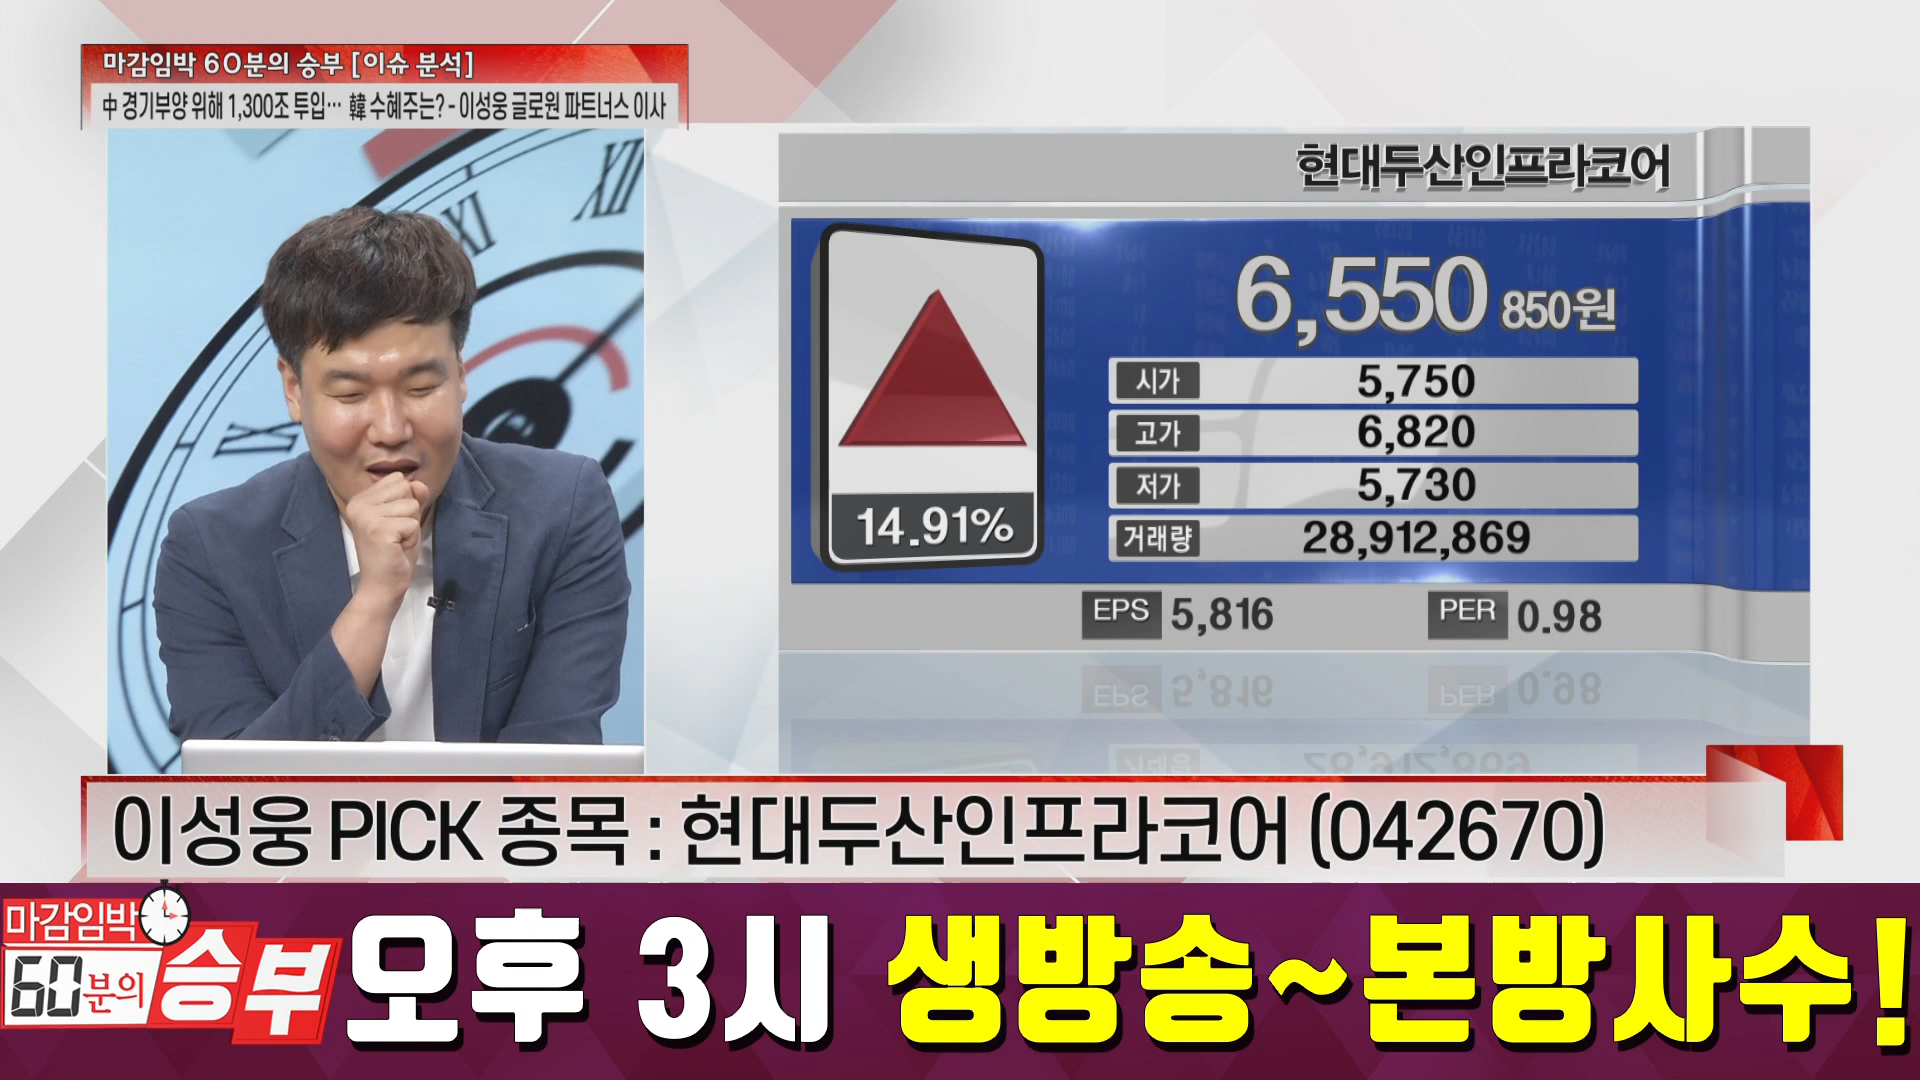 마감임박 60분의 승부 [이슈 분석]
中 경기부양 위해 1,300조 투입… 韓 수혜주는? - 이성웅 글로원 파트너스 이사
XII
XI
IX
현대두산인프라코어
6,550 850원
14.91%
시가 5,750
고가 6,820
저가 5,730
거래량 28,912,869
EPS 5,816 PER 0.98
이성웅 PICK 종목 : 현대두산인프라코어 (042670)
마감임박
60분의 승부
오후 3시 생방송~본방사수!